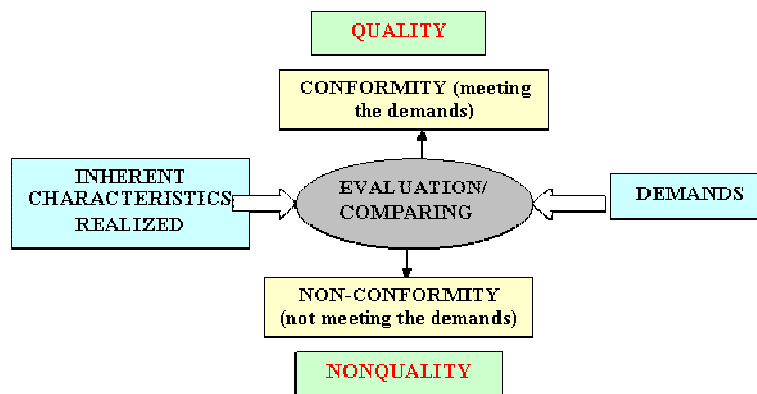 QUALITY
CONFORMITY (meeting
the demands)
INHERENT
CHARACTERISTICS
REALIZED
EVALUATION/
COMPARING
DEMANDS
NON-CONFORMITY
(not meeting the demands)
NONQUALITY